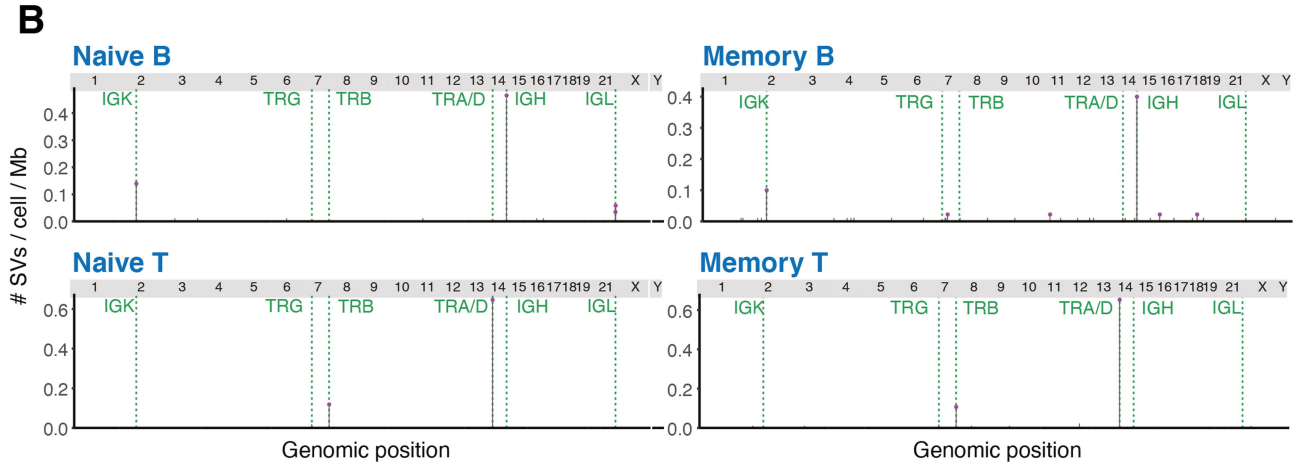 B
Naive B
1 2 3 4 5 6 7 8 9 10 11 12 13 14 15 16 17 18 19 21 X Y
IGK TRG TRB TRA/D IGH IGL
0.4
0.3
0.2
0.1
0.0
Memory B
1 2 3 4 5 6 7 8 9 10 11 12 13 14 15 16 17 18 19 21 X Y
IGK TRG TRB TRA/D IGH IGL
0.4
0.3
0.2
0.1
0.0
# SVs / cell / Mb
Naive T
1 2 3 4 5 6 7 8 9 10 11 12 13 14 15 16 17 18 19 21 X Y
IGK TRG TRB TRA/D IGH IGL
0.6
0.4
0.2
0.0
Genomic position
Memory T
1 2 3 4 5 6 7 8 9 10 11 12 13 14 15 16 17 18 19 21 X Y
IGK TRG TRB TRA/D IGH IGL
0.6
0.4
0.2
0.0
Genomic position